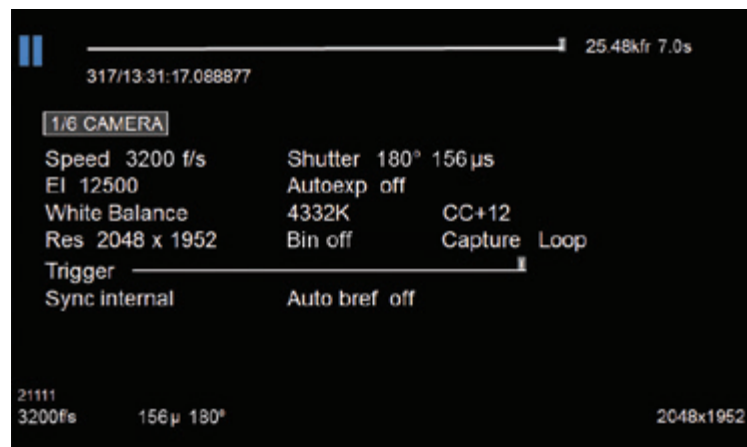 25.48kfr 7.0s
317/13:31:17.088877
1/6 CAMERA
Speed 3200 f/s Shutter 180° 156µs
EI 12500 Autoexp off
White Balance 4332K CC+12
Res 2048 x 1952 Bin off Capture Loop
Trigger
Sync internal Auto bref off
21111
3200f/s 156µ 180° 2048x1952